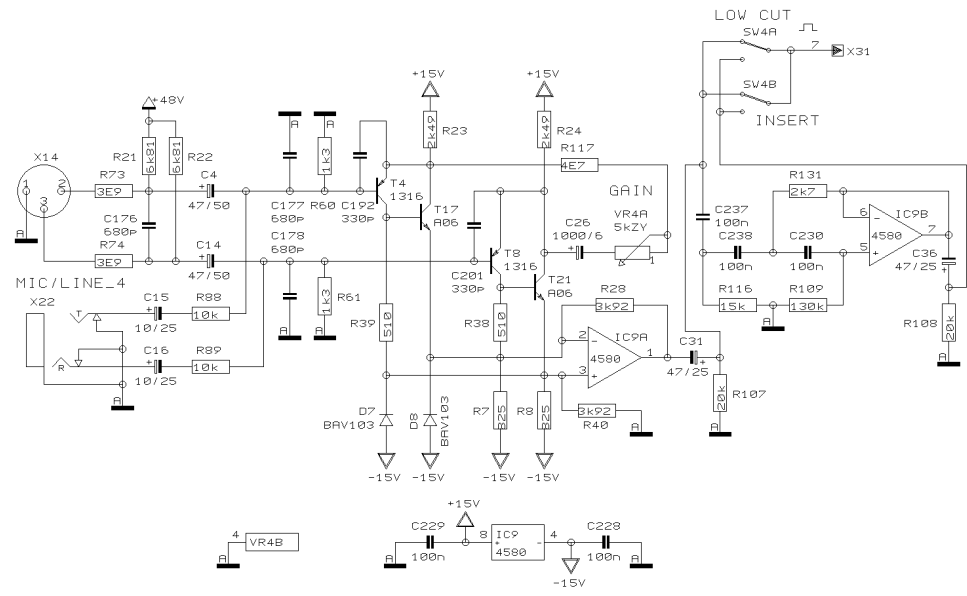 LOW CUT
SW4A
7
X31
SW4B
INSERT
+15V
+15V
+48V
R23
2k49
R24
2k49
R117
4E7
X14
R21
6k81
6k81
R22
A
A
1
2
3
R73
3E9
C4
+
47/50
C177
680p
R60
1k3
C192
330p
T4
1316
T17
A06
GAIN
VR4A
5kZY
1
C26
1000/6
+
R131
2k7
6
-
IC9B
4580
7
5
+
C237
100n
C238
100n
C230
100n
C36
47/25
+
A
C176
680p
R74
3E9
C14
+
47/50
C178
680p
T8
1316
C201
330p
T21
A06
R116
15k
R109
130k
A
R108
20k
A
MIC/LINE_4
X22
T
R
C15
+
10/25
R88
10k
C16
+
10/25
R89
10k
R61
1k3
A
A
A
R39
510
R38
510
R28
3k92
2
-
IC9A
4580
1
3
+
C31
+
47/25
R107
20k
A
D7
BAV103
D8
BAV103
R7
825
R8
825
3k92
R40
A
-15V
-15V
-15V
-15V
+15V
4
VR4B
A
C229
100n
A
8
+
IC9
4580
-
4
C228
100n
A
-15V